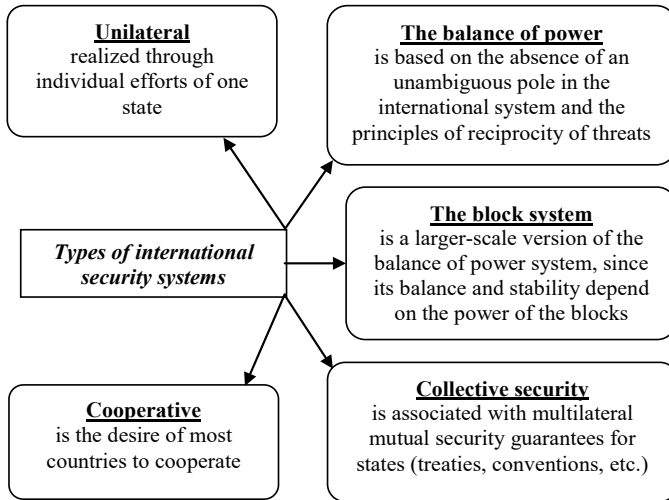 Unilateral
realized through
individual efforts of one
state
The balance of power
is based on the absence of an
unambiguous pole in the
international system and the
principles of reciprocity of threats
Types of international
security systems
The block system
is a larger-scale version of the
balance of power system, since
its balance and stability depend
on the power of the blocks
Cooperative
is the desire of most
countries to cooperate
Collective security
is associated with multilateral
mutual security guarantees for
states (treaties, conventions, etc.)